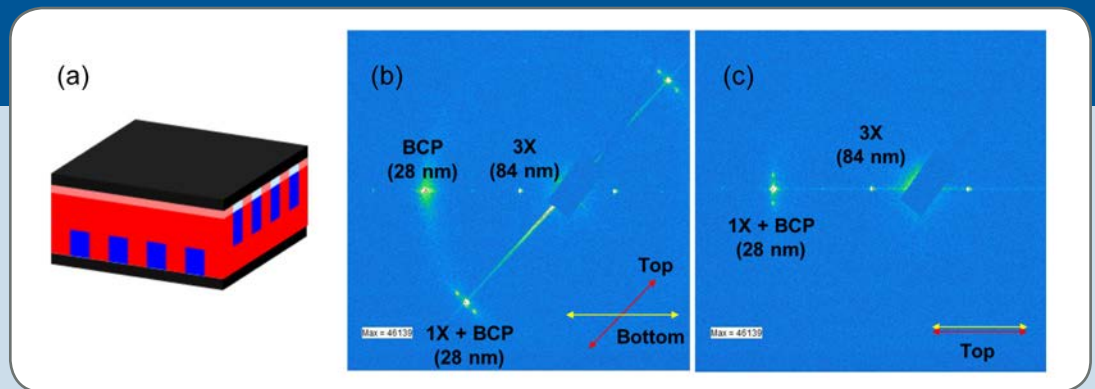 (a)
(b)
BCP
(28 nm)
3X
(84 nm)
1X + BCP
(28 nm)
Top
Bottom
Max = 46139
(c)
3X
(84 nm)
1X + BCP
(28 nm)
Top
Max = 46139